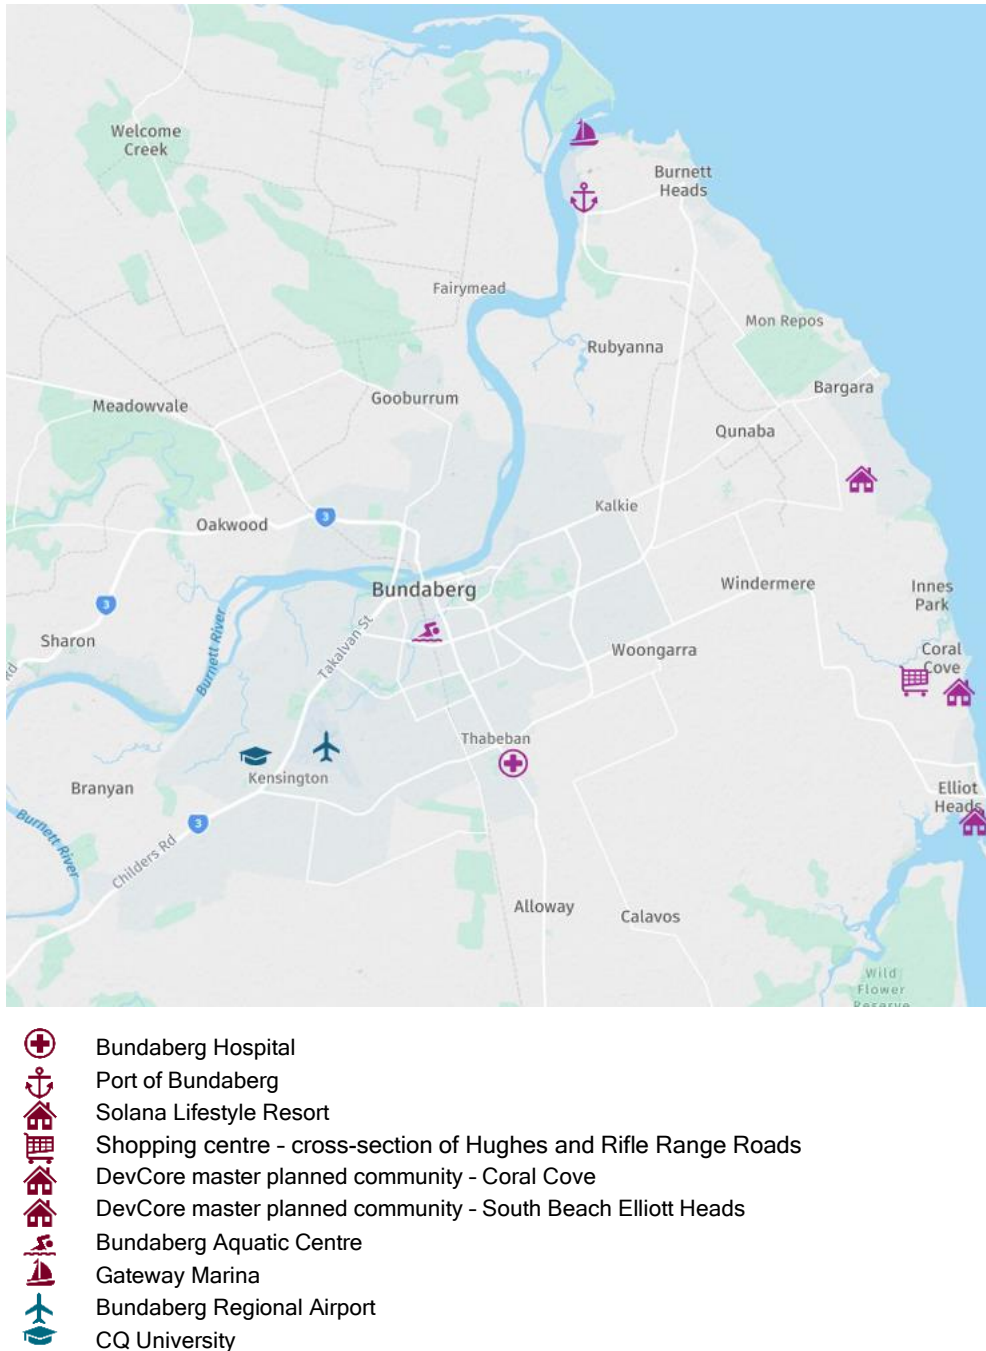 Welcome
Creek
Burnett
Heads
Fairymead
Mon Repos
Rubyanna
Bargara
Gooburrum
Meadowvale
Qunaba
Kalkie
3
Oakwood
Bundaberg
Windermere
Innes
Park
3
Sharon
Burnett River
Takalvan St
Woongarra
Coral
Cove
Rd
Thabeban
Kensington
Branyan
Elliot
Heads
3
Burnett River
Childers Rd
Alloway
Calavos
Wild
Flower
Reserve
Bundaberg Hospital
Port of Bundaberg
Solana Lifestyle Resort
Shopping centre - cross-section of Hughes and Rifle Range Roads
DevCore master planned community - Coral Cove
DevCore master planned community - South Beach Elliott Heads
Bundaberg Aquatic Centre
Gateway Marina
Bundaberg Regional Airport
CQ University